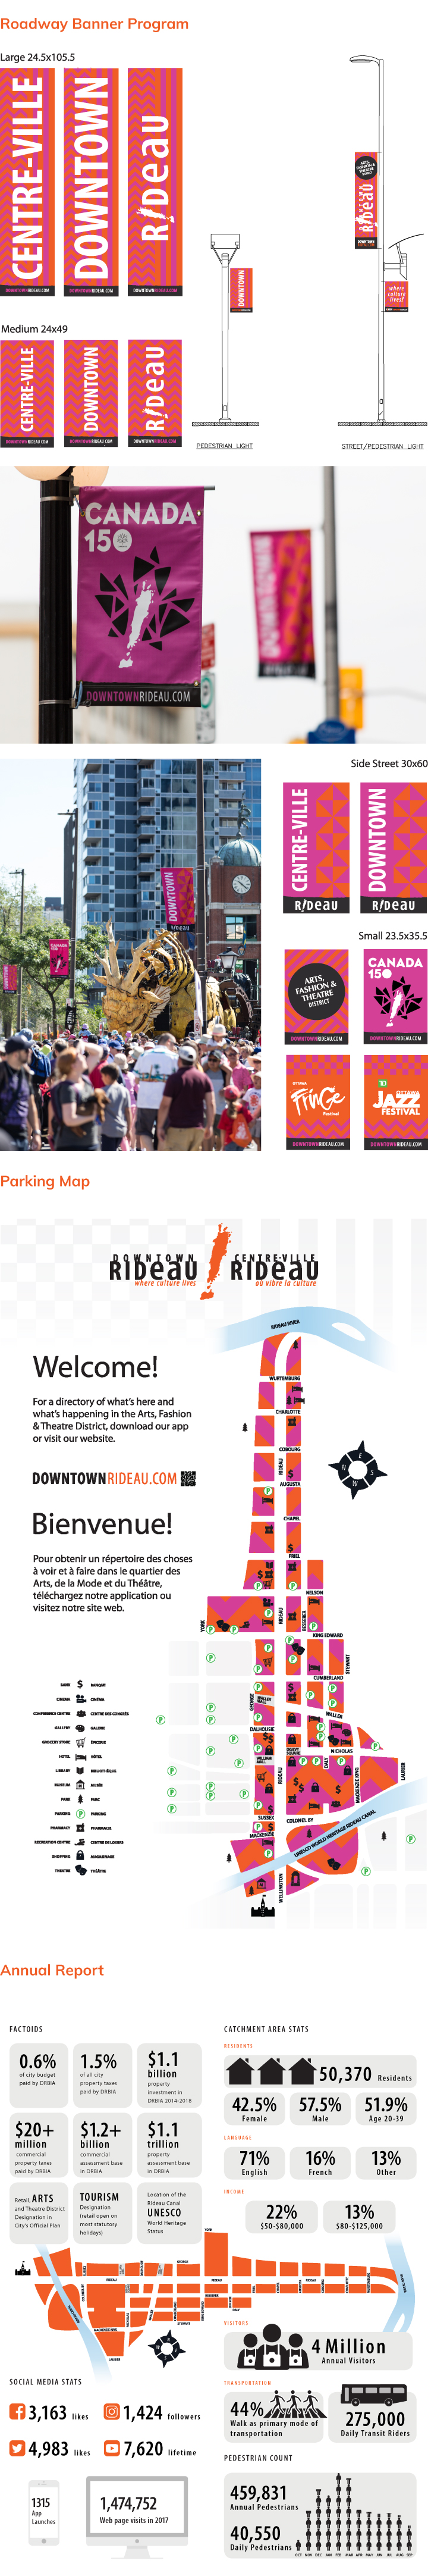 Roadway Banner Program
Large 24.5x105.5
CENTRE-VILLE
DOWNTOWN
Rideau
DOWNTOWNRIDEAU.COM
DOWNTOWNRIDEAU.COM
DOWNTOWNRIDEAU.COM
ARTS,
FASHION &
THEATRE
DISTRICT
Rideau
DOWNTOWN
where
culture
lives!
DOWNTOWN
Medium 24x49
CENTRE-VILLE
DOWNTOWN
Rideau
DOWNTOWNRIDEAU.COM
DOWNTOWNRIDEAU.COM
DOWNTOWNRIDEAU.COM
PEDESTRIAN LIGHT
STREET/PEDESTRIAN LIGHT
CANADA
150
DOWNTOWNRIDEAU.COM
Side Street 30x60
CENTRE-VILLE
DOWNTOWN
Rideau
Rideau
DOWNTOWN
Rideau
CANADA
150
Small 23.5x35.5
ARTS,
FASHION &
THEATRE
DISTRICT
DOWNTOWNRIDEAU.COM
CANADA
150
DOWNTOWNRIDEAU.COM
OTTAWA
FRiNGe
Festival
DOWNTOWNRIDEAU.COM
TD
OTTAWA
JAZZ
FESTIVAL
DOWNTOWNRIDEAU.COM
Parking Map
DOWNTOWN
Rideau
where culture lives
CENTRE-VILLE
Rideau
où vibre la culture
RIDEAU RIVER
Welcome!
For a directory of what's here and
what's happening in the Arts, Fashion
& Theatre District, download our app
or visit our website.
DOWNTOWNRIDEAU.COM
Bienvenue!
Pour obtenir un répertoire des choses
à voir et à faire dans le quartier des
Arts, de la Mode et du Théâtre,
téléchargez notre application ou
visitez notre site web.
WURTEMBURG
CHARLOTTE
COBOURG
RIDEAU
AUGUSTA
CHAPEL
FRIEL
NELSON
YORK
RIDEAU
BESSERER
KING EDWARD
STEWART
CUMBERLAND
GEORGE
WALLER
DALHOUSIE
NICHOLAS
DALY
RIDEAU
MACKENZIE KING
LAURIER
SUSSEX
COLONEL BY
MACKENZIE
UNESCO WORLD HERITAGE RIDEAU CANAL
WELLINGTON
N
E
S
W
BANK $ BANQUE
CINEMA CINÉMA
CONFERENCE CENTRE CENTRE DES CONGRÈS
GALLERY GALERIE
GROCERY STORE ÉPICERIE
HOTEL HÔTEL
LIBRARY BIBLIOTHÈQUE
MUSEUM MUSÉE
PARK PARC
PARKING P PARKING
PHARMACY PHARMACIE
RECREATION CENTRE CENTRE DE LOISIRS
SHOPPING MAGASINAGE
THEATRE THÉÂTRE
Annual Report
FACTOIDS
0.6%
of city budget
paid by DRBIA
1.5%
of all city
property taxes
paid by DRBIA
$1.1
billion
property
investment in
DRBIA 2014-2018
$20+
million
commercial
property taxes
paid by DRBIA
$1.2+
billion
commercial
assessment base
in DRBIA
$1.1
trillion
property
assessment base
in DRBIA
Retail, ARTS
and Theatre District
Designation in
City's Official Plan
TOURISM
Designation
(retail open on
most statutory
holidays)
Location of the
Rideau Canal
UNESCO
World Heritage
Status
CATCHMENT AREA STATS
RESIDENTS
50,370 Residents
42.5%
Female
57.5%
Male
51.9%
Age 20-39
LANGUAGE
71%
English
16%
French
13%
Other
INCOME
22%
$50-$80,000
13%
$80-$125,000
YORK
GEORGE
RIDEAU
RIDEAU
RIDEAU
BESSERER
DALY
STEWART
MACKENZIE KING
LAURIER
VISITORS
4 Million
Annual Visitors
TRANSPORTATION
44%
Walk as primary mode of
transportation
275,000
Daily Transit Riders
SOCIAL MEDIA STATS
3,163 likes
1,424 followers
4,983 likes
7,620 lifetime
1315
App
Launches
1,474,752
Web page visits in 2017
PEDESTRIAN COUNT
459,831
Annual Pedestrians
40,550
Daily Pedestrians
OCT NOV DEC JAN FEB MAR APR MAY JUN JUL AUG SEP